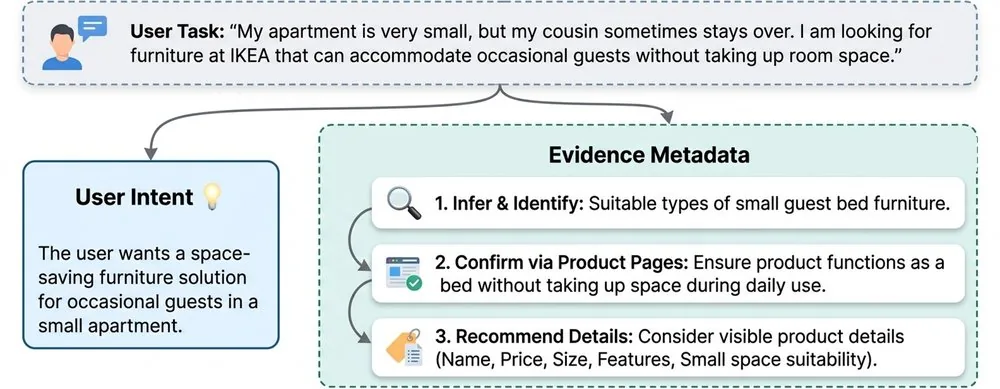 User Task: “My apartment is very small, but my cousin sometimes stays over. I am looking for
furniture at IKEA that can accommodate occasional guests without taking up room space.”
User Intent
The user wants a space-
saving furniture solution
for occasional guests in a
small apartment.
Evidence Metadata
1. Infer & Identify: Suitable types of small guest bed furniture.
2. Confirm via Product Pages: Ensure product functions as a
bed without taking up space during daily use.
3. Recommend Details: Consider visible product details
(Name, Price, Size, Features, Small space suitability).